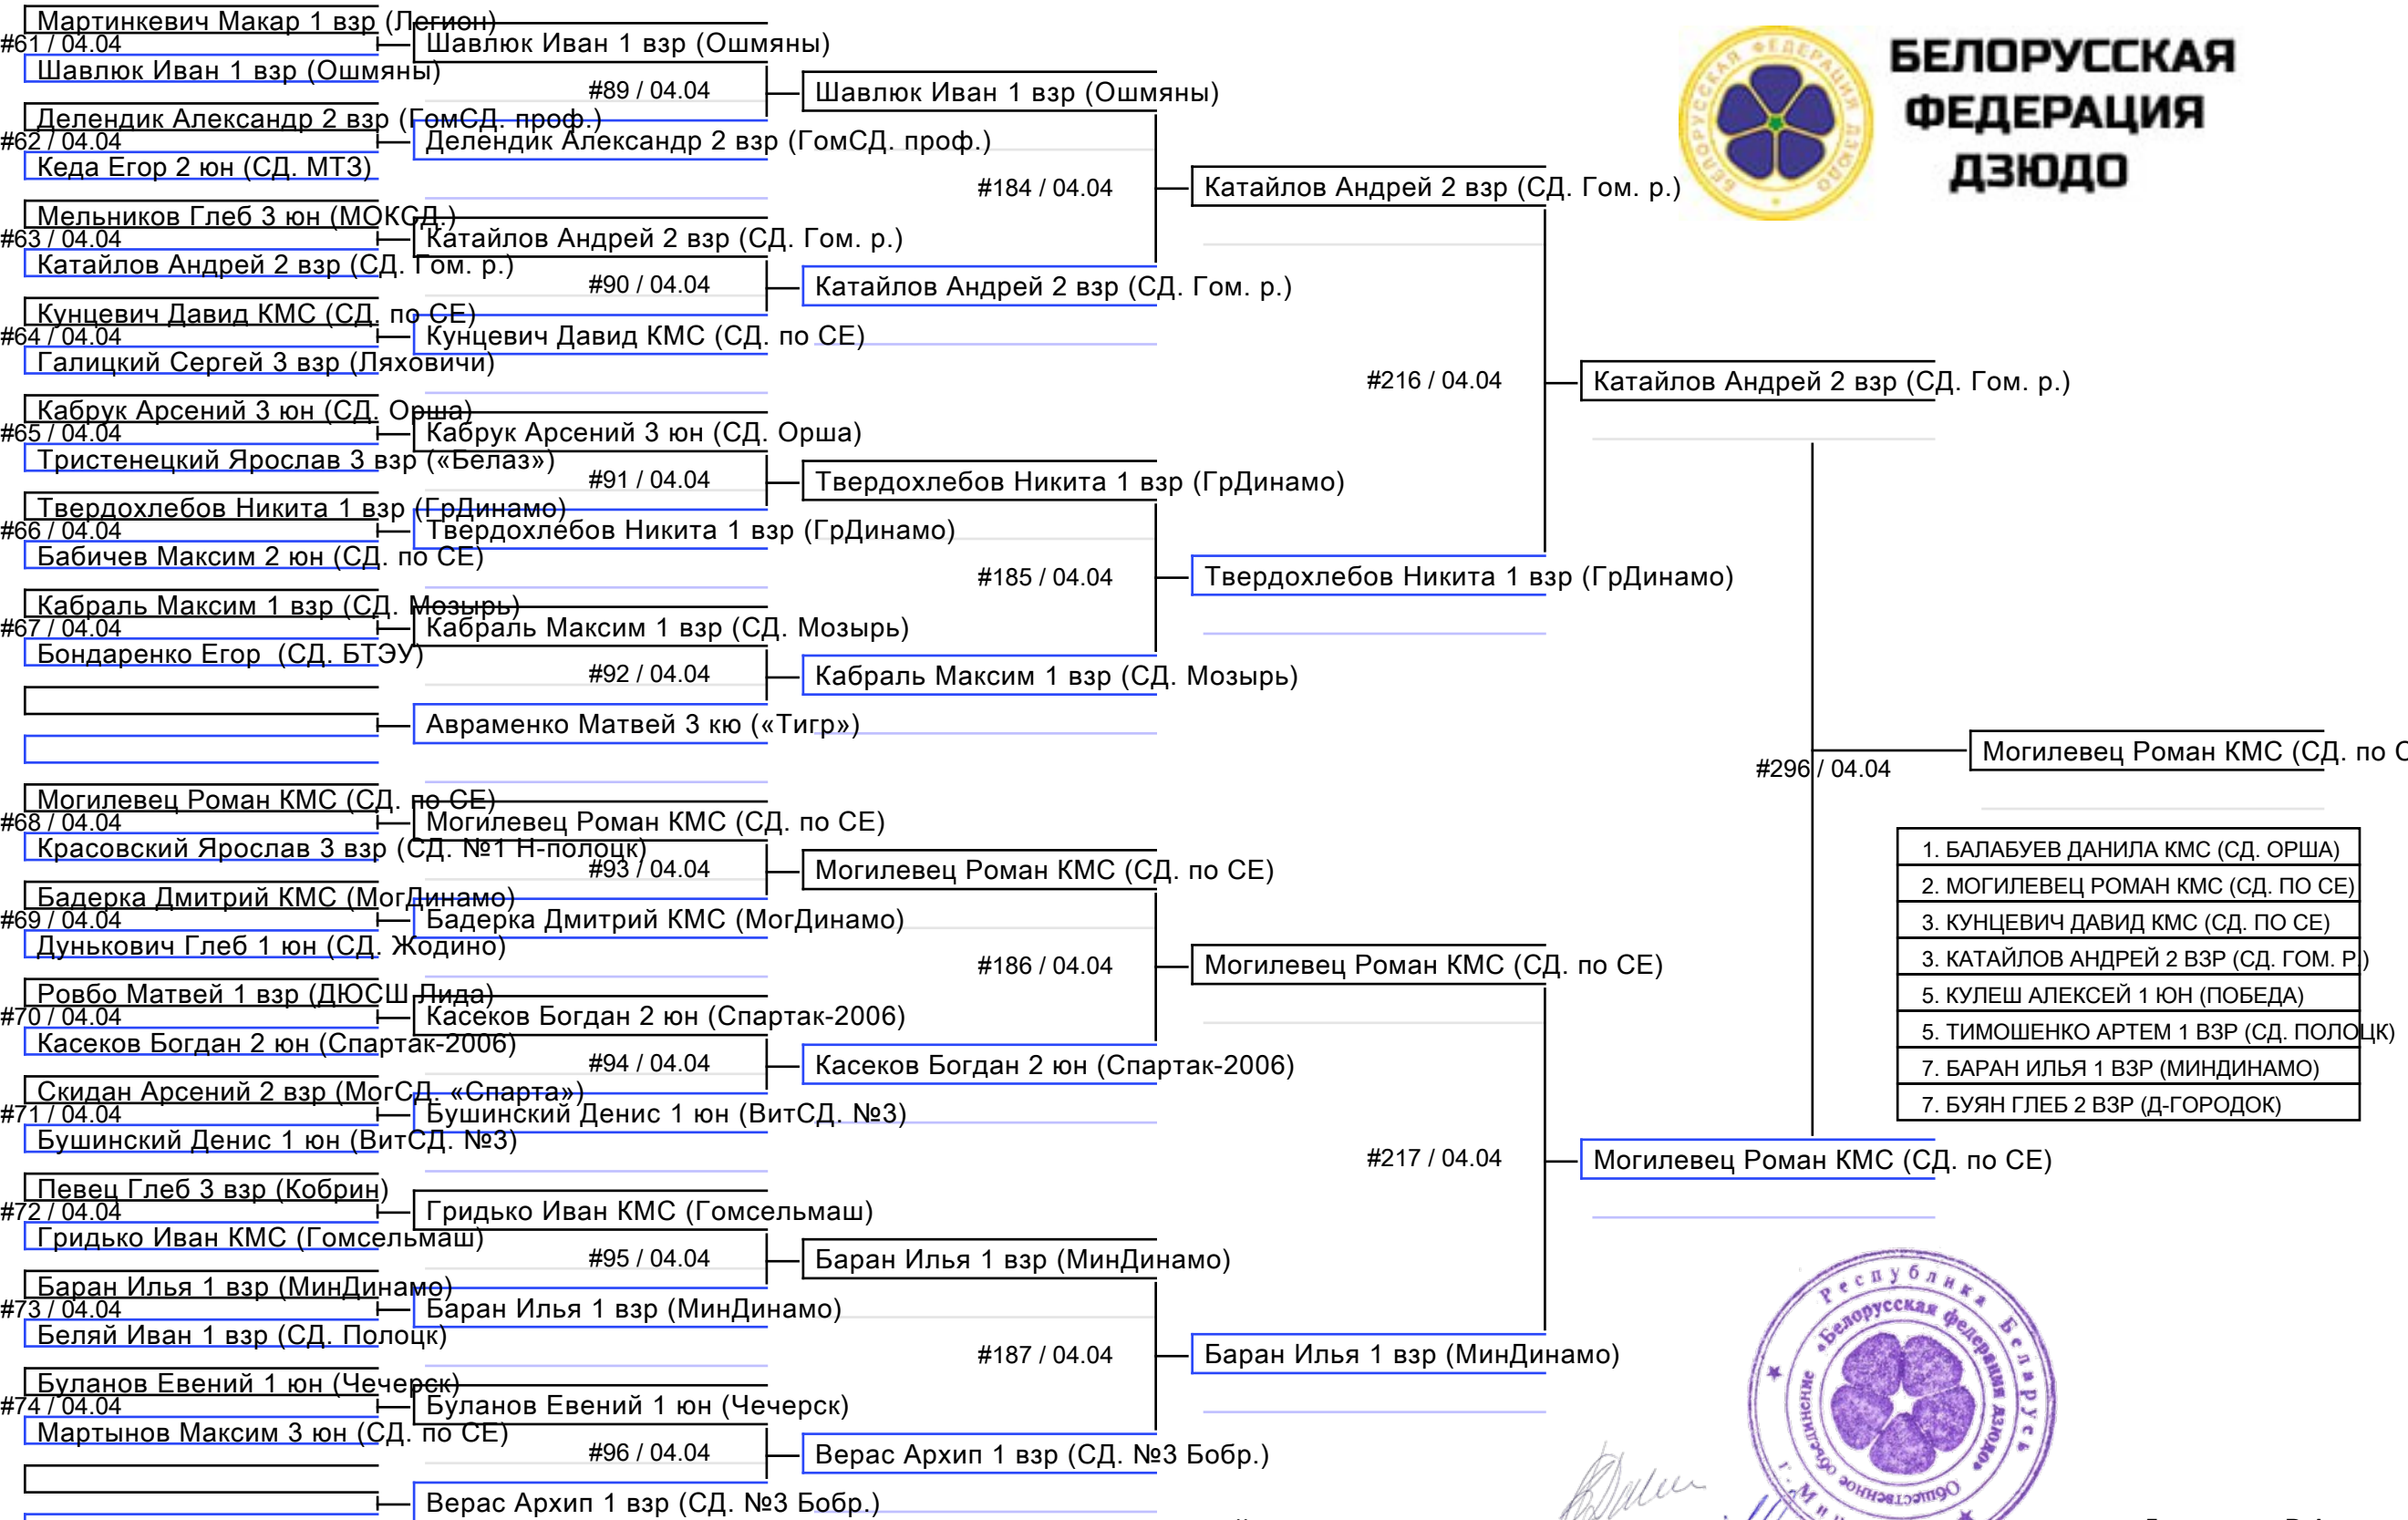 Мартинкевич Макар 1 взр (Легион)
#61 / 04.04
Шавлюк Иван 1 взр (Ошмяны)
Делендик Александр 2 взр (ГомСД. проф.)
#62 / 04.04
Кеда Егор 2 юн (СД. МТЗ)
Мельников Глеб 3 юн (МОКСД.)
#63 / 04.04
Катайлов Андрей 2 взр (СД. Гом. р.)
Кунцевич Давид КМС (СД. по СЕ)
#64 / 04.04
Галицкий Сергей 3 взр (Ляховичи)
Кабрук Арсений 3 юн (СД. Орша)
#65 / 04.04
Тристенецкий Ярослав 3 взр («Белаз»)
Твердохлебов Никита 1 взр (ГрДинамо)
#66 / 04.04
Бабичев Максим 2 юн (СД. по СЕ)
Кабраль Максим 1 взр (СД. Мозырь)
#67 / 04.04
Бондаренко Егор (СД. БТЭУ)
Могилевец Роман КМС (СД. по СЕ)
#68 / 04.04
Красовский Ярослав 3 взр (СД. №1 Н-полоцк)
Бадерка Дмитрий КМС (МогДинамо)
#69 / 04.04
Дунькович Глеб 1 юн (СД. Жодино)
Ровбо Матвей 1 взр (ДЮСШ Лида)
#70 / 04.04
Касеков Богдан 2 юн (Спартак-2006)
Скидан Арсений 2 взр (МогСД. «Спарта»)
#71 / 04.04
Бушинский Денис 1 юн (ВитСД. №3)
Певец Глеб 3 взр (Кобрин)
#72 / 04.04
Гридько Иван КМС (Гомсельмаш)
Баран Илья 1 взр (МинДинамо)
#73 / 04.04
Беляй Иван 1 взр (СД. Полоцк)
Буланов Евений 1 юн (Чечерск)
#74 / 04.04
Мартынов Максим 3 юн (СД. по СЕ)
Шавлюк Иван 1 взр (Ошмяны)
#89 / 04.04
Делендик Александр 2 взр (ГомСД. проф.)
Катайлов Андрей 2 взр (СД. Гом. р.)
#90 / 04.04
Кунцевич Давид КМС (СД. по СЕ)
Кабрук Арсений 3 юн (СД. Орша)
#91 / 04.04
Твердохлебов Никита 1 взр (ГрДинамо)
Кабраль Максим 1 взр (СД. Мозырь)
#92 / 04.04
Авраменко Матвей 3 кю («Тигр»)
Могилевец Роман КМС (СД. по СЕ)
#93 / 04.04
Бадерка Дмитрий КМС (МогДинамо)
Касеков Богдан 2 юн (Спартак-2006)
#94 / 04.04
Бушинский Денис 1 юн (ВитСД. №3)
Гридько Иван КМС (Гомсельмаш)
#95 / 04.04
Баран Илья 1 взр (МинДинамо)
Буланов Евений 1 юн (Чечерск)
#96 / 04.04
Верас Архип 1 взр (СД. №3 Бобр.)
Шавлюк Иван 1 взр (Ошмяны)
#184 / 04.04
Катайлов Андрей 2 взр (СД. Гом. р.)
Твердохлебов Никита 1 взр (ГрДинамо)
#185 / 04.04
Кабраль Максим 1 взр (СД. Мозырь)
Могилевец Роман КМС (СД. по СЕ)
#186 / 04.04
Касеков Богдан 2 юн (Спартак-2006)
Баран Илья 1 взр (МинДинамо)
#187 / 04.04
Верас Архип 1 взр (СД. №3 Бобр.)
Катайлов Андрей 2 взр (СД. Гом. р.)
#216 / 04.04
Твердохлебов Никита 1 взр (ГрДинамо)
Могилевец Роман КМС (СД. по СЕ)
#217 / 04.04
Баран Илья 1 взр (МинДинамо)
Катайлов Андрей 2 взр (СД. Гом. р.)
#296 / 04.04
Могилевец Роман КМС (СД. по СЕ)
Могилевец Роман КМС (СД. по
БЕЛОРУССКАЯ ФЕДЕРАЦИЯ ДЗЮДО
БЕЛОРУССКАЯ
ФЕДЕРАЦИЯ
ДЗЮДО
1. БАЛАБУЕВ ДАНИЛА КМС (СД. ОРША)
2. МОГИЛЕВЕЦ РОМАН КМС (СД. ПО СЕ)
3. КУНЦЕВИЧ ДАВИД КМС (СД. ПО СЕ)
3. КАТАЙЛОВ АНДРЕЙ 2 ВЗР (СД. ГОМ. Р.)
5. КУЛЕШ АЛЕКСЕЙ 1 ЮН (ПОБЕДА)
5. ТИМОШЕНКО АРТЕМ 1 ВЗР (СД. ПОЛОЦК)
7. БАРАН ИЛЬЯ 1 ВЗР (МИНДИНАМО)
7. БУЯН ГЛЕБ 2 ВЗР (Д-ГОРОДОК)
Республика Беларусь
«Белорусская федерация дзюдо»
Общественное объединение